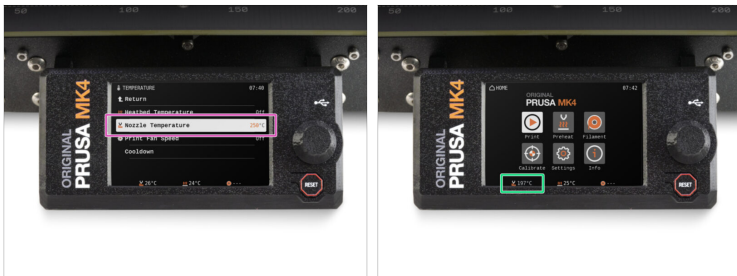 50 100 150 200
ORIGINAL
PRUSA MK4
TEMPERATURE 07:40
Return
Heatbed Temperature Off
Nozzle Temperature 250°C
Print Fan Speed Off
Cooldown
26°C 24°C ---
RESET
50 100 150 200
ORIGINAL
PRUSA MK4
HOME 07:42
ORIGINAL
PRUSA MK4
Print Preheat Filament
Calibrate Settings Info
197°C 25°C ---
RESET